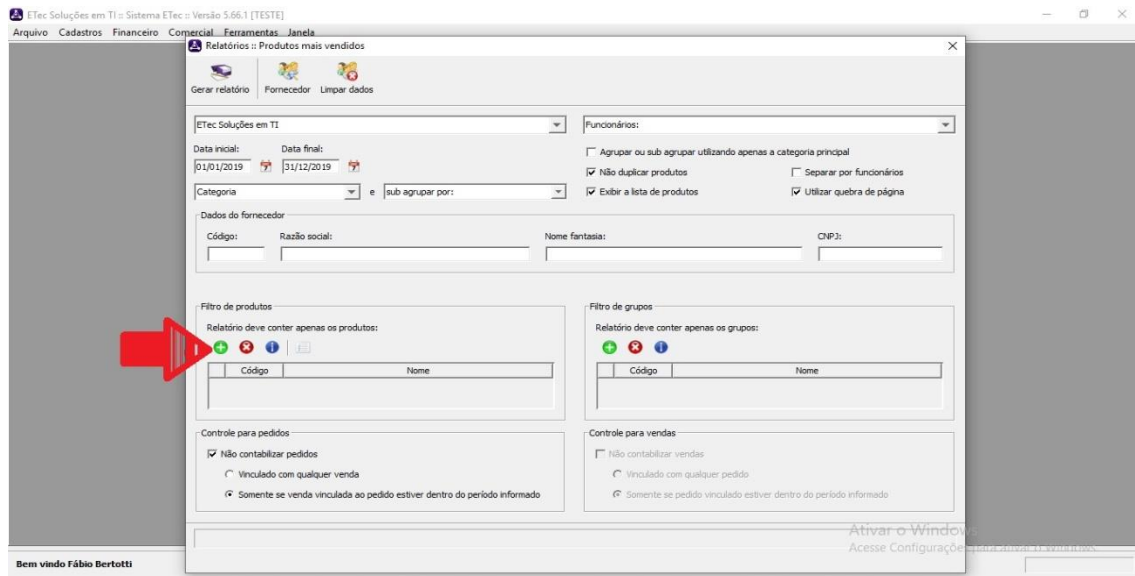 ETec Soluções em TI :: Sistema ETec :: Versão 5.66.1 [TESTE]
Arquivo Cadastros Financeiro Comercial Ferramentas Janela
Relatórios :: Produtos mais vendidos
Gerar relatório Fornecedor Limpar dados
ETec Soluções em TI Funcionários:
Data inicial: Data final:
Agrupar ou sub agrupar utilizando apenas a categoria principal
01/01/2019 31/12/2019
Não duplicar produtos Separar por funcionários
Categoria e sub agrupar por: Exibir a lista de produtos Utilizar quebra de página
Dados do fornecedor
Código: Razão social: Nome fantasia: CNPJ:
Filtro de produtos Filtro de grupos
Relatório deve conter apenas os produtos: Relatório deve conter apenas os grupos:
Código Nome Código Nome
Controle para pedidos Controle para vendas
Não contabilizar pedidos Não contabilizar vendas
Vinculado com qualquer venda Vinculado com qualquer pedido
Somente se venda vinculada ao pedido estiver dentro do período informado Somente se pedido vinculado estiver dentro do período informado
Ativar o Windows
Acesse Configurações para ativar o Windows.
Bem vindo Fábio Bertotti